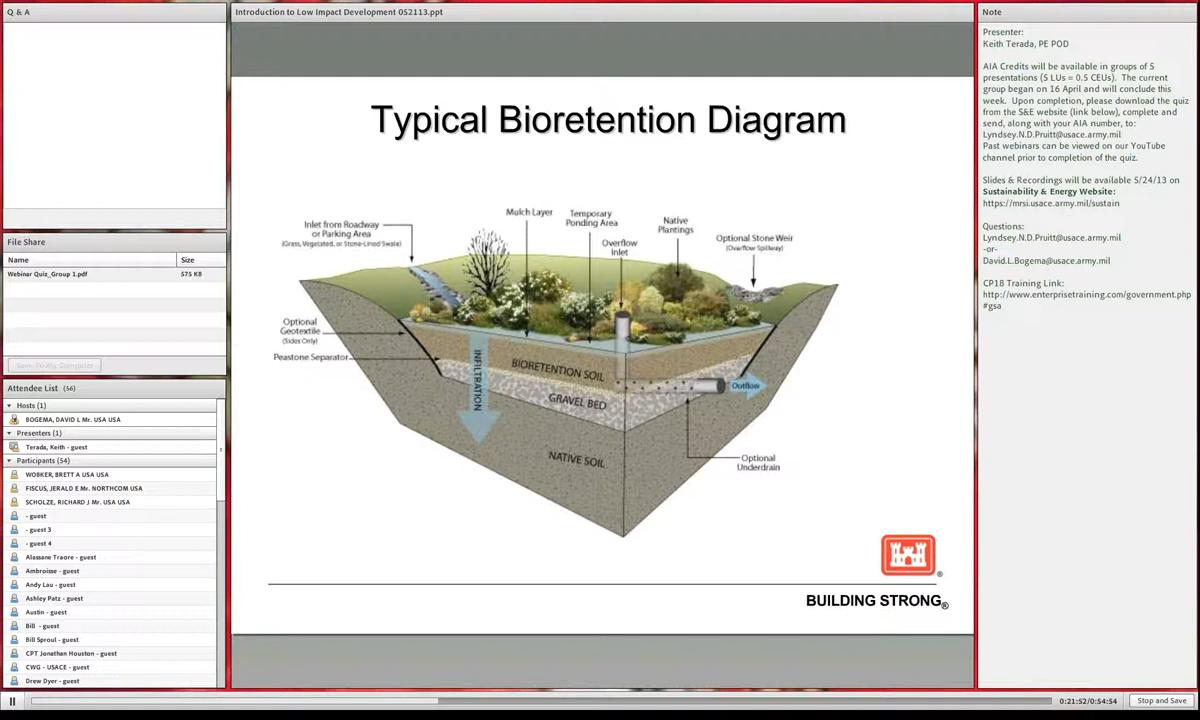 Q & A
Introduction to Low Impact Development 052113.ppt
Note
Presenter:
Keith Terada, PE POD
AIA Credits will be available in groups of 5
presentations (5 LUs = 0.5 CEUs). The current
group began on 16 April and will conclude this
week. Upon completion, please download the quiz
from the S&E website (link below), complete and
send, along with your AIA number, to:
Lyndsey.N.D.Pruitt@usace.army.mil
Past webinars can be viewed on our YouTube
channel prior to completion of the quiz.
Slides & Recordings will be available 5/24/13 on
Sustainability & Energy Website:
https://mrsi.usace.army.mil/sustain
Questions:
Lyndsey.N.D.Pruitt@usace.army.mil
-or-
David.L.Bogema@usace.army.mil
CP18 Training Link:
http://www.enterprisetraining.com/government.php
#gsa
File Share
Name Size
Webinar Quiz_Group 1.pdf 575 KB
Save To My Computer
Attendee List (56)
Hosts (1)
BOGEMA, DAVID L Mr. USA USA
Presenters (1)
Terada, Keith - guest
Participants (54)
WOBKER, BRETT A USA USA
FISCUS, JERALD E Mr. NORTHCOM USA
SCHOLZE, RICHARD J Mr. USA USA
- guest
- guest 3
- guest 4
Alassane Traore - guest
Ambroisse - guest
Andy Lau - guest
Ashley Patz - guest
Austin - guest
Bill - guest
Bill Sproul - guest
CPT Jonathan Houston - guest
CWG - USACE - guest
Drew Dyer - guest
Typical Bioretention Diagram
Inlet from Roadway
or Parking Area
(Grass, Vegetated, or Stone-Lined Swale)
Mulch Layer
Temporary
Ponding Area
Overflow
Inlet
Native
Plantings
Optional Stone Weir
(Overflow Spillway)
Optional
Geotextile
(Sides Only)
Peastone Separator
INFILTRATION
BIORETENTION SOIL
GRAVEL BED
NATIVE SOIL
Outflow
Optional
Underdrain
®
BUILDING STRONG®
0:21:52/0:54:54
Stop and Save